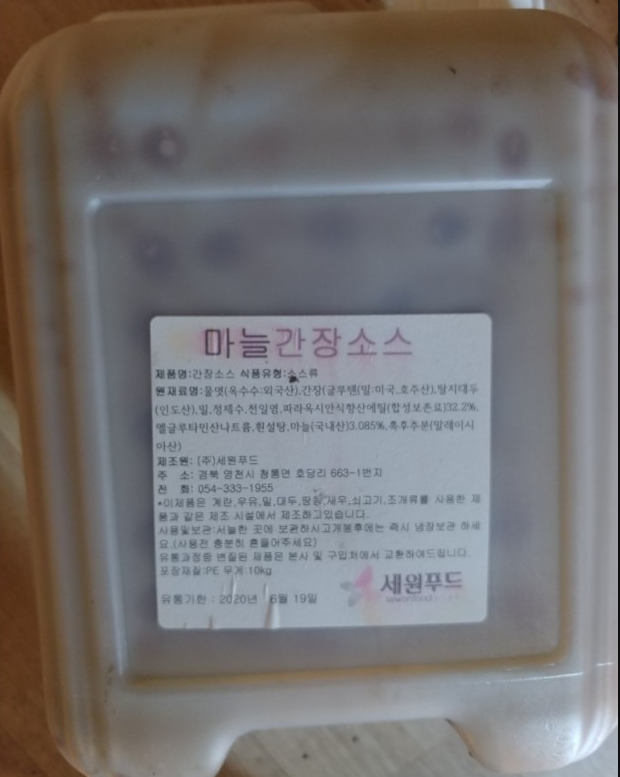 마늘간장소스
제품명:간장소스 식품유형:소스류
원재료명:물엿(옥수수:외국산),간장(글루텐(밀:미국,호주산),탈지대두
(인도산),밀,정제수,천일염,파라옥시안식향산에틸(합성보존료)32.2%,
엘글루타민산나트륨,흰설탕,마늘(국내산)3.085%,흑후추분(말레이시
아산)
제조원: (주)세원푸드
주 소: 경북 영천시 청통면 호당리 663-1번지
전 화: 054-333-1955
*이제품은 계란,우유,밀,대두,땅콩,새우,쇠고기,조개류를 사용한 제
품과 같은 제조 시설에서 제조하고있습니다.
사용및보관:서늘한 곳에 보관하시고개봉후에는 즉시 냉장보관 하세
요.(사용전 충분히 흔들어주세요)
유통과정중 변질된 제품은 본사 및 구입처에서 교환하여드립니다.
포장재질:PE 무게:10kg
세원푸드
유통기한 : 2020년 6월 19일